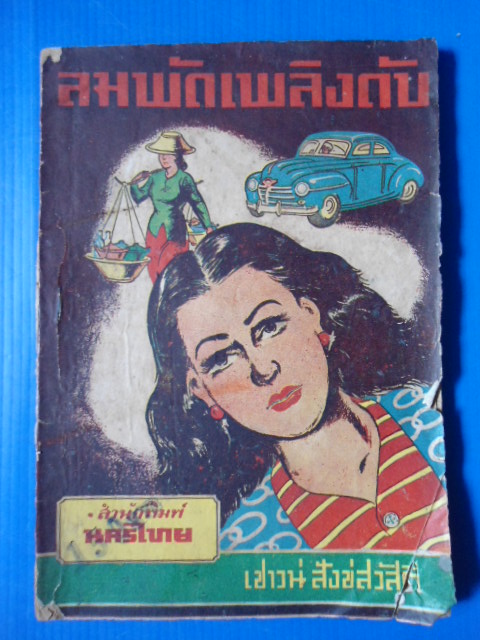 ลมพัดเพลิงดับ
สำนักพิมพ์
นครไทย
เชาวน์ สังขสวัสดิ์